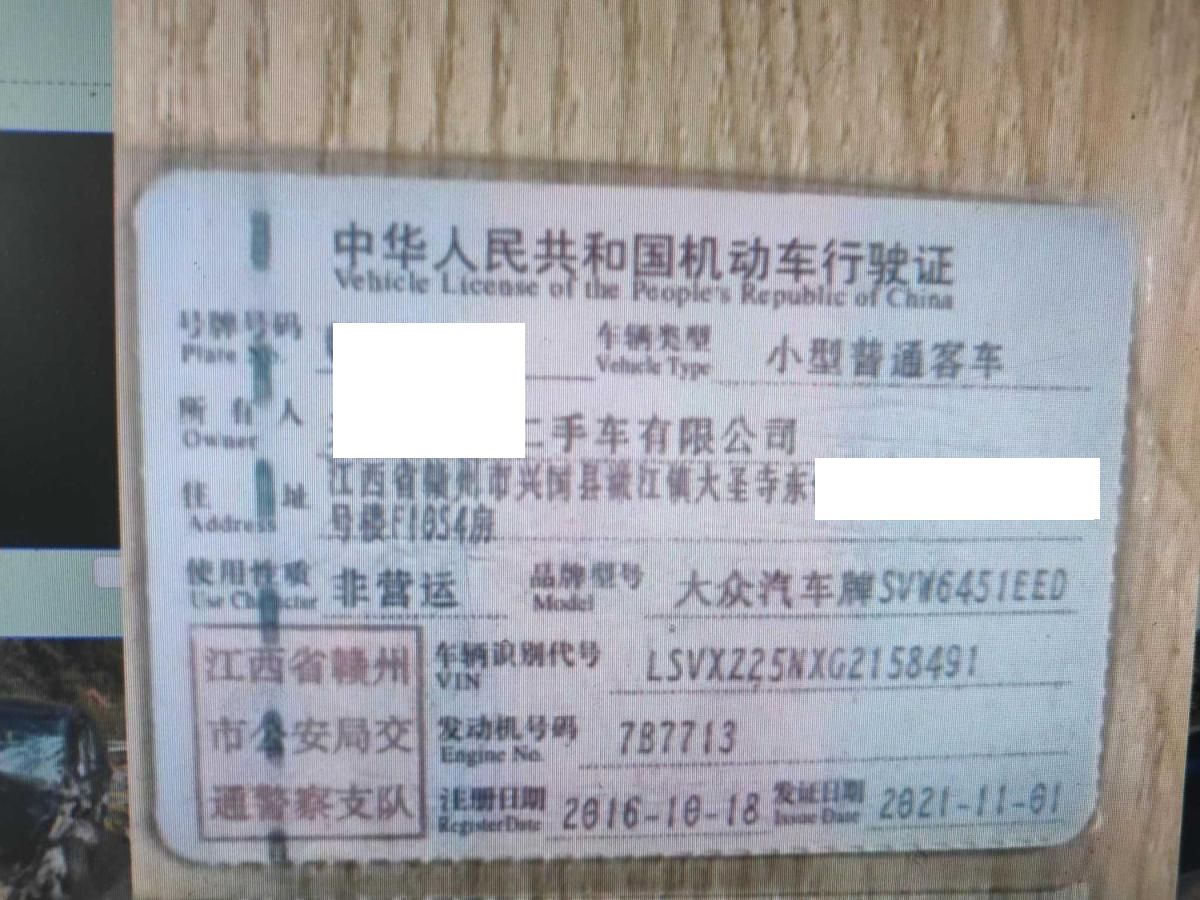 中华人民共和国机动车行驶证
Vehicle License of the People's Republic of China
号牌号码 车辆类型 小型普通客车
Plate Vehicle Type
所有人 二手车有限公司
Owner
住址 江西省赣州市兴国县潋江镇大圣寺东
Address 号楼F1054房
使用性质 非营运 品牌型号 大众汽车牌SVW6451EED
Use Character Model
江西省赣州 车辆识别代号 LSVXZ25NXG2158491
VIN
市公安局交 发动机号码 7B7713
Engine No.
通警察支队 注册日期 2016-10-18 发证日期 2021-11-01
Register Date Issue Date